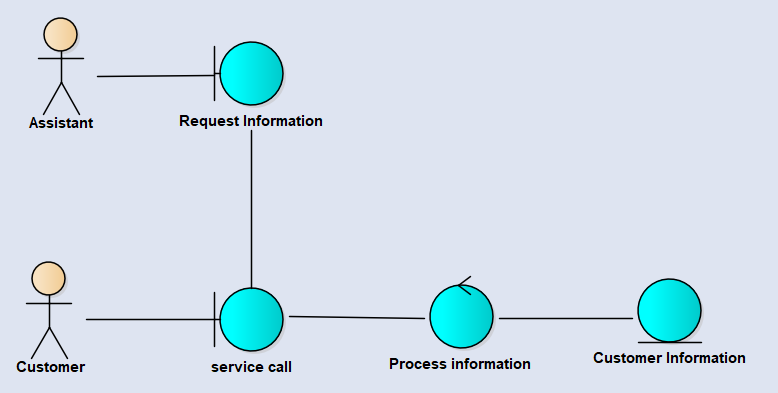 Assistant
Request Information
Customer
service call
Process information
Customer Information